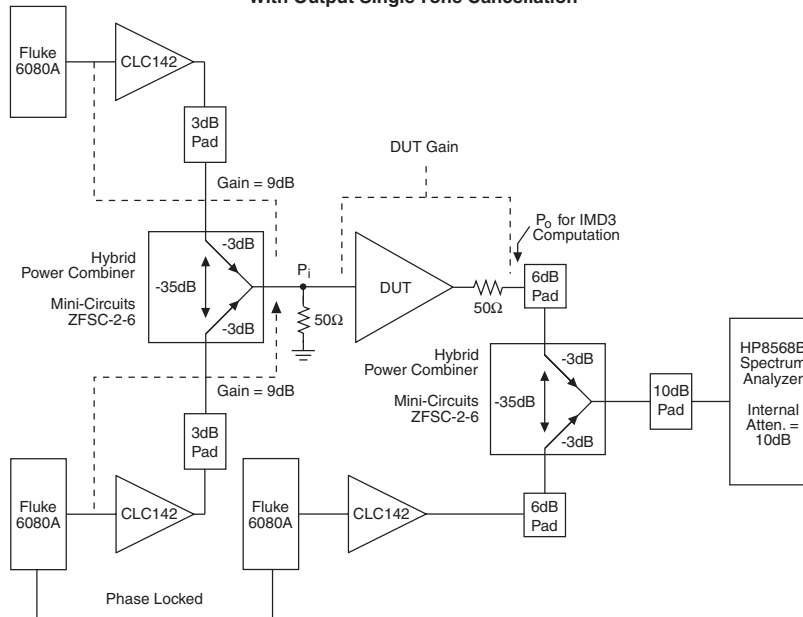 With Output Single Tone Cancellation
Fluke
6080A
CLC142
3dB
Pad
Gain = 9dB
DUT Gain
Po for IMD3
Computation
Hybrid
Power Combiner
Mini-Circuits
ZFSC-2-6
-3dB
-35dB
-3dB
Pi
50Ω
DUT
50Ω
6dB
Pad
Gain = 9dB
3dB
Pad
Hybrid
Power Combiner
Mini-Circuits
ZFSC-2-6
-3dB
-35dB
-3dB
10dB
Pad
HP8568B
Spectrum
Analyzer
Internal
Atten. =
10dB
Fluke
6080A
CLC142
Fluke
6080A
CLC142
6dB
Pad
Phase Locked